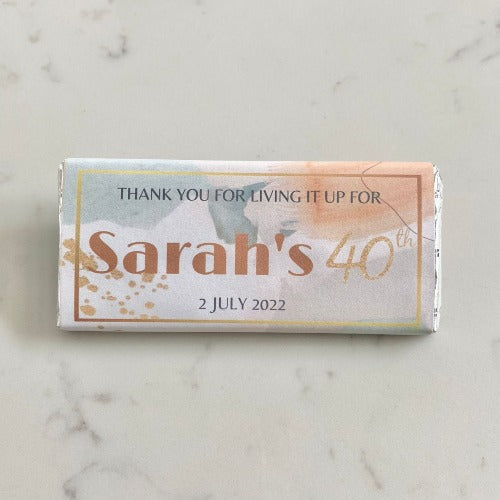 THANK YOU FOR LIVING IT UP FOR
Sarah's 40th
2 JULY 2022